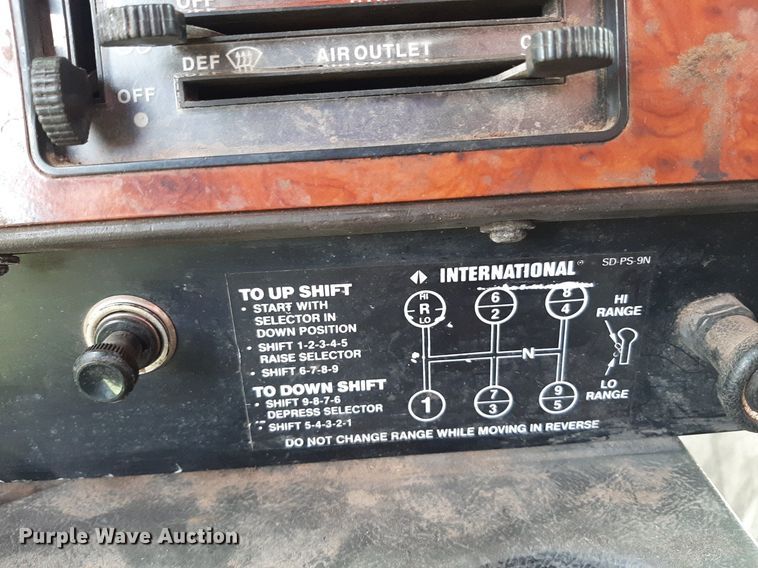 OFF
DEF AIR OUTLET
OFF
INTERNATIONAL
SD-PS-9N
TO UP SHIFT
• START WITH
SELECTOR IN
DOWN POSITION
• SHIFT 1-2-3-4-5
RAISE SELECTOR
• SHIFT 6-7-8-9
TO DOWN SHIFT
• SHIFT 9-8-7-6
DEPRESS SELECTOR
• SHIFT 5-4-3-2-1
HI
R
LO
6
2
8
4
N
1
7
3
9
5
HI
RANGE
LO
RANGE
DO NOT CHANGE RANGE WHILE MOVING IN REVERSE
Purple Wave Auction